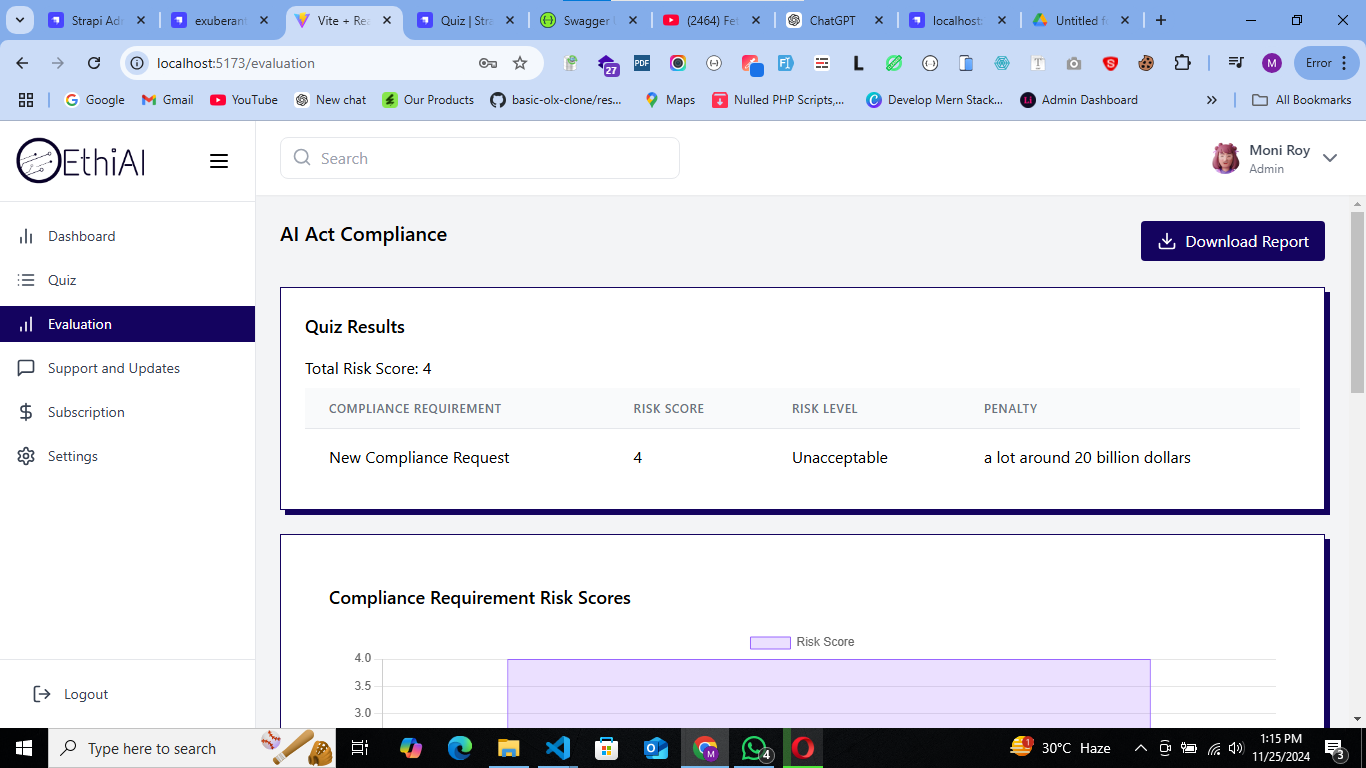 Strapi Ad
exuberant
Vite + Rea
Quiz | Stra
Swagger
(2464) Fe
ChatGPT
localhost:
Untitled f
localhost:5173/evaluation
27
PDF
Error
Google
Gmail
YouTube
New chat
Our Products
basic-olx-clone/res...
Maps
Nulled PHP Scripts,...
Develop Mern Stack...
Admin Dashboard
All Bookmarks
EthiAI
Search
Moni Roy
Admin
Dashboard
Quiz
Evaluation
Support and Updates
Subscription
Settings
Logout
AI Act Compliance
Download Report
Quiz Results
Total Risk Score: 4
COMPLIANCE REQUIREMENT RISK SCORE RISK LEVEL PENALTY
New Compliance Request 4 Unacceptable a lot around 20 billion dollars
Compliance Requirement Risk Scores
Risk Score
4.0
3.5
3.0
Type here to search
4
30°C Haze
1:15 PM
11/25/2024
3